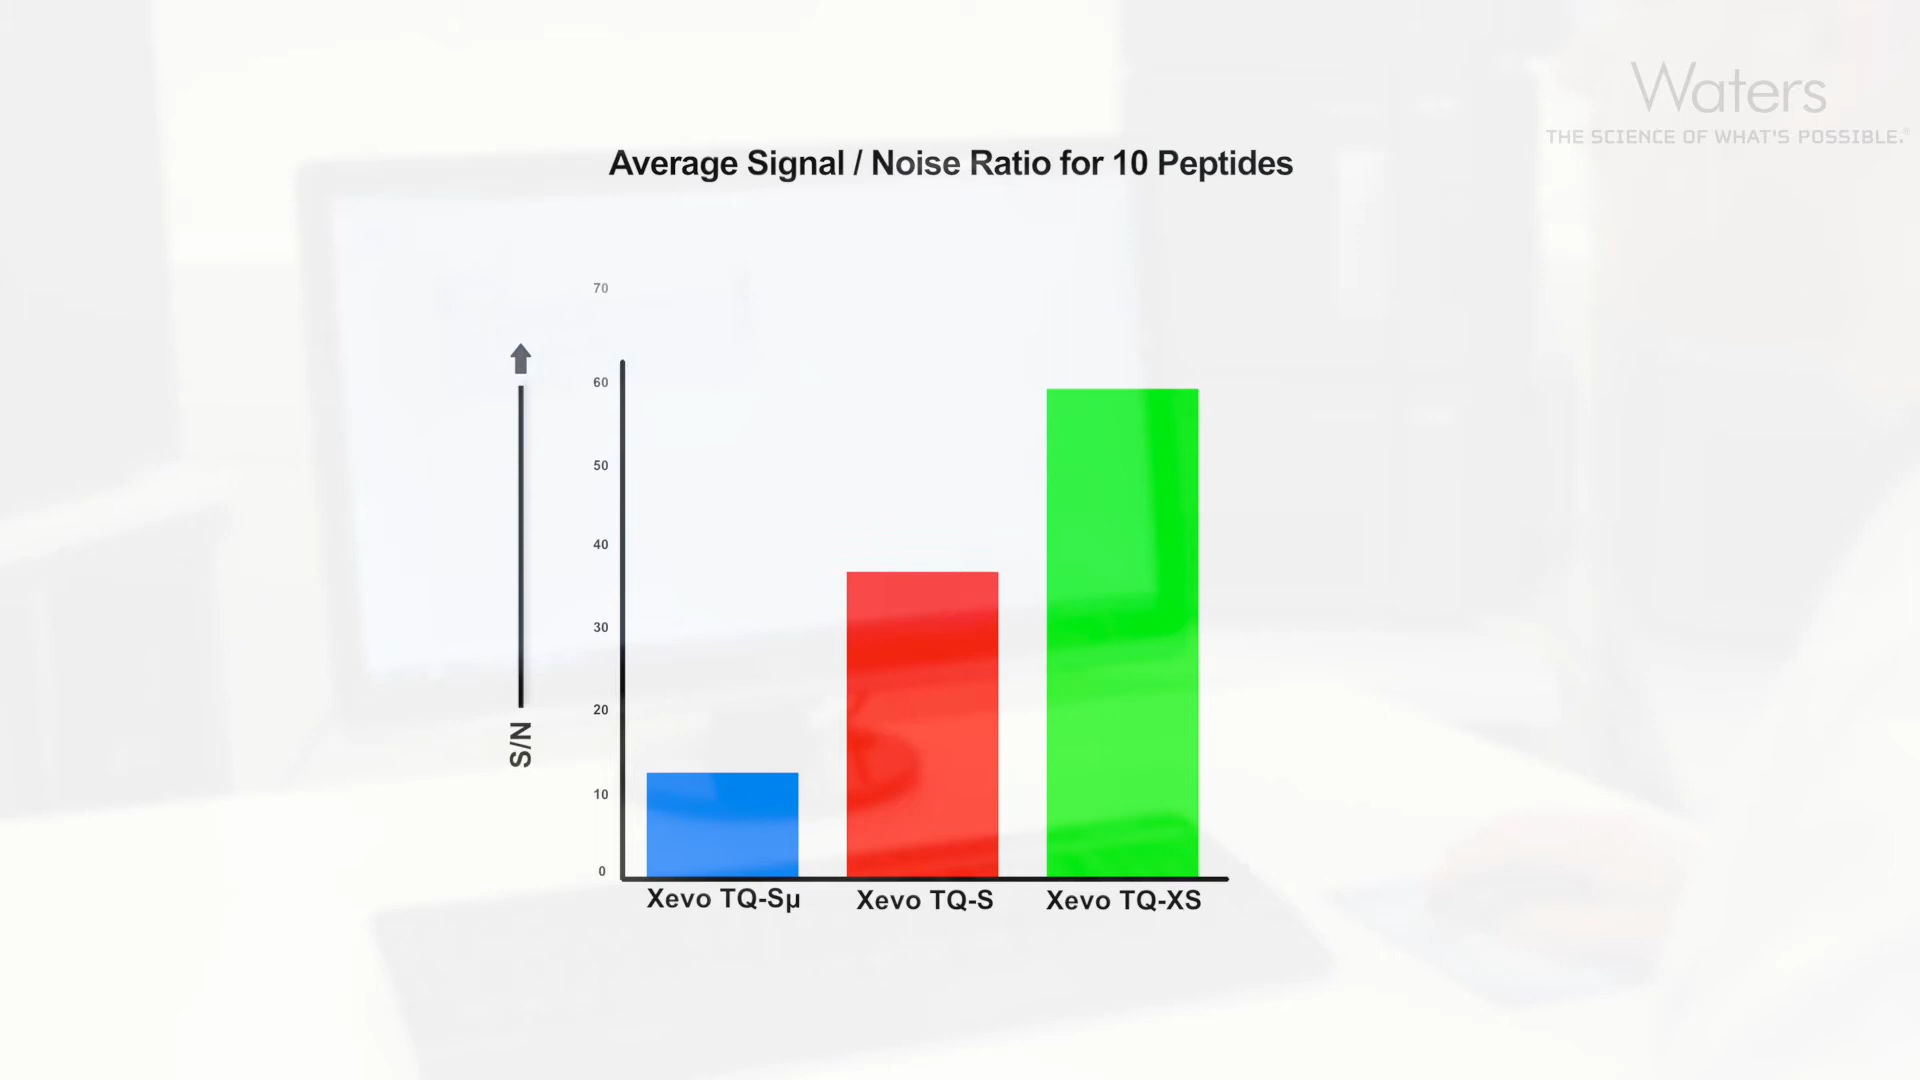 Waters
THE SCIENCE OF WHAT'S POSSIBLE.®
Average Signal / Noise Ratio for 10 Peptides
70
60
50
40
30
20
10
0
S/N
Xevo TQ-Sµ
Xevo TQ-S
Xevo TQ-XS